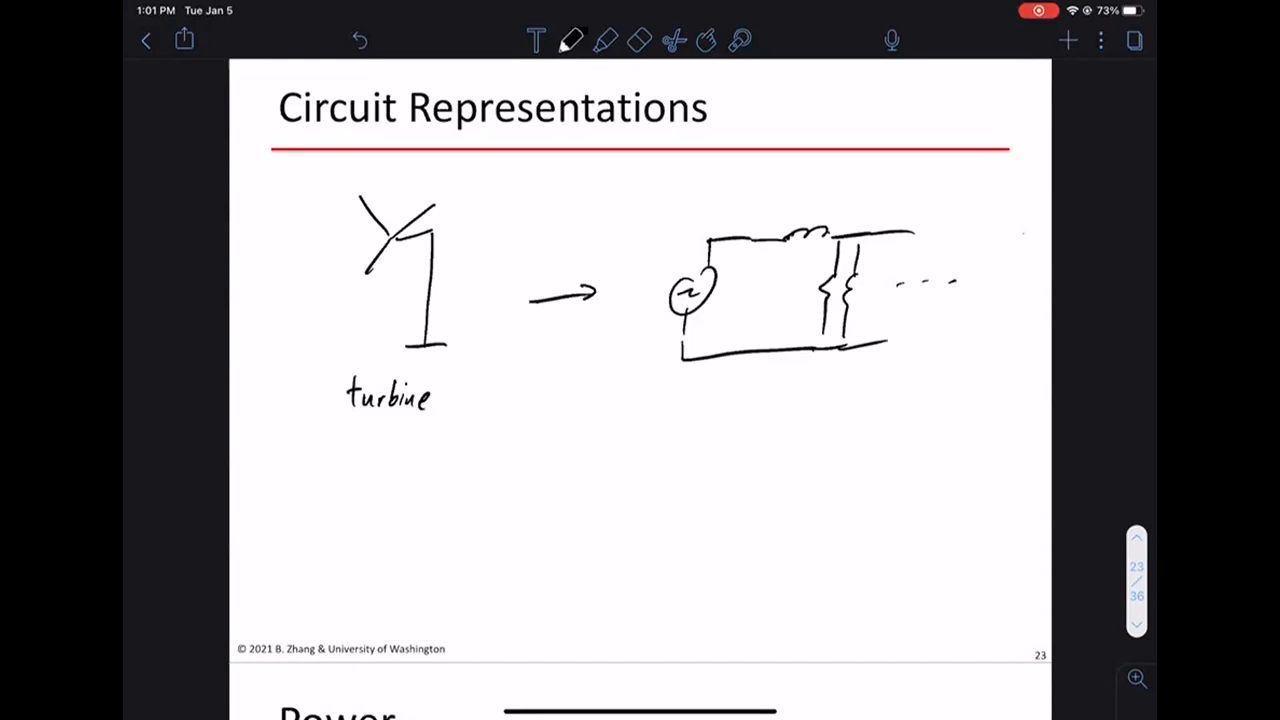 1:01 PM Tue Jan 5
73%
T
Circuit Representations
turbine
23
/
36
© 2021 B. Zhang & University of Washington
23
Power